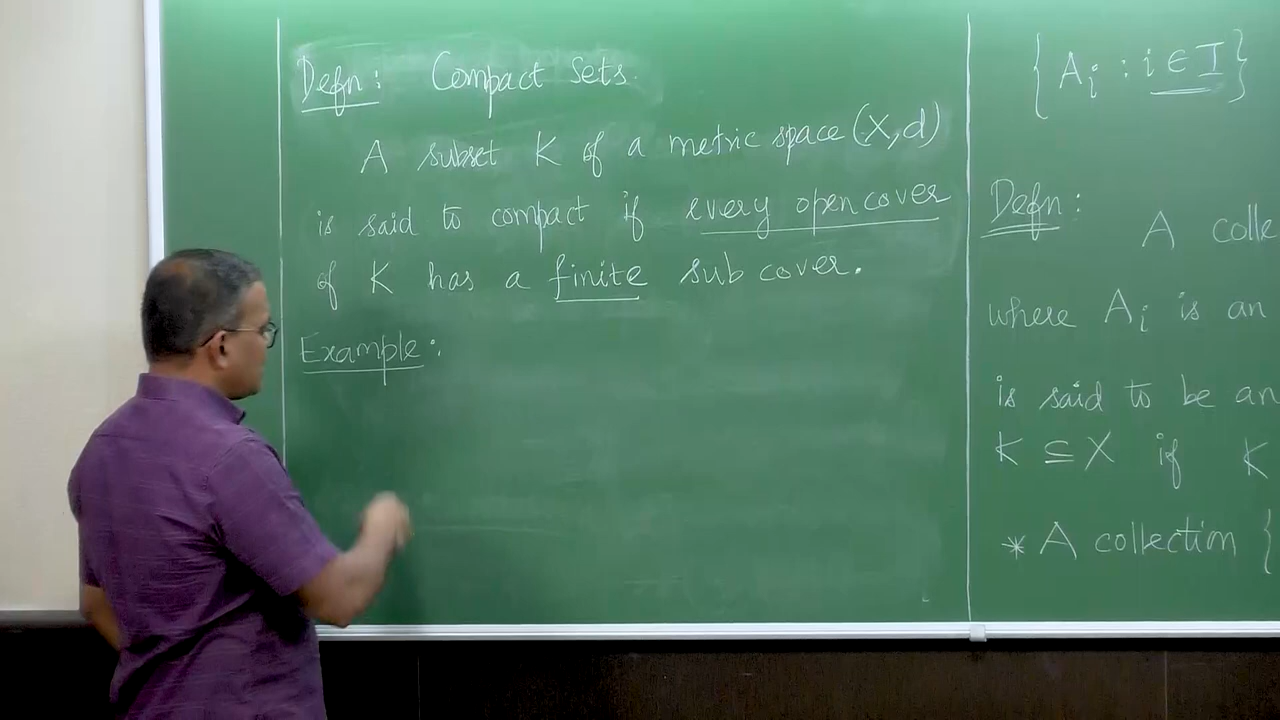 Defn: Compact Sets.
A subset K of a metric space (X,d)
is said to compact if every open cover
of K has a finite sub cover.
Example:
{A_i : i ∈ I}
Defn: A colle
where A_i is an
is said to be an
K ⊆ X if K
* A collection {